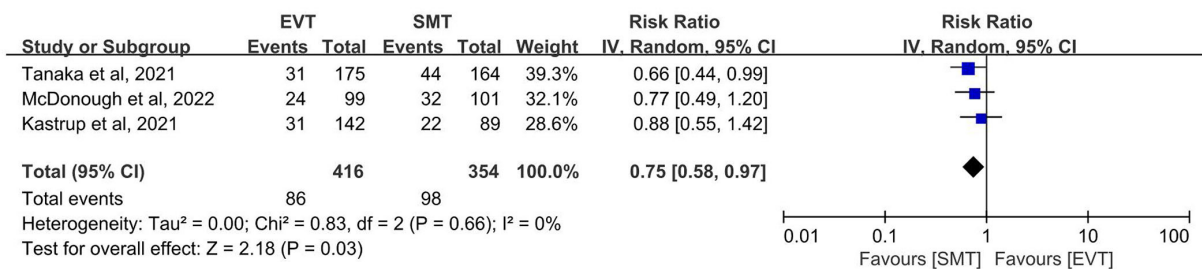 EVT SMT Risk Ratio Risk Ratio
Study or Subgroup Events Total Events Total Weight IV, Random, 95% CI IV, Random, 95% CI
Tanaka et al, 2021 31 175 44 164 39.3% 0.66 [0.44, 0.99]
McDonough et al, 2022 24 99 32 101 32.1% 0.77 [0.49, 1.20]
Kastrup et al, 2021 31 142 22 89 28.6% 0.88 [0.55, 1.42]
Total (95% CI) 416 354 100.0% 0.75 [0.58, 0.97]
Total events 86 98
Heterogeneity: Tau² = 0.00; Chi² = 0.83, df = 2 (P = 0.66); I² = 0%
Test for overall effect: Z = 2.18 (P = 0.03)
0.01 0.1 1 10 100
Favours [SMT] Favours [EVT]